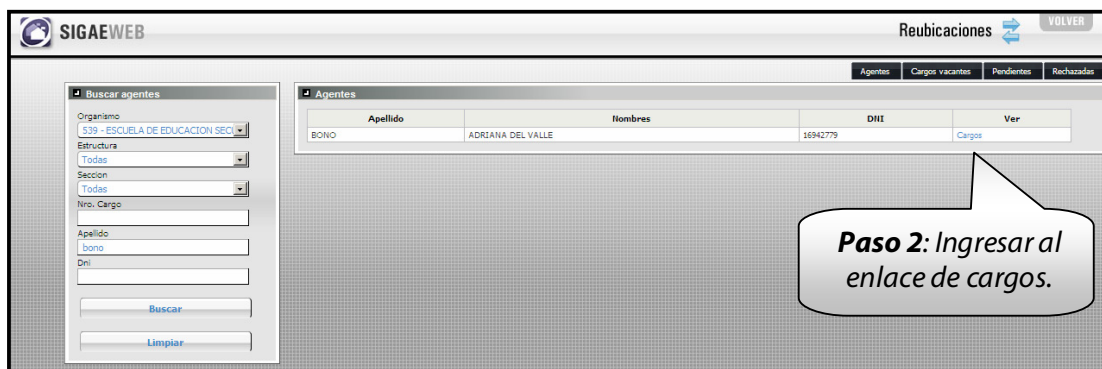 SIGAEWEB
Reubicaciones
VOLVER
Agentes Cargos vacantes Pendientes Rechazadas
Buscar agentes
Organismo
539 - ESCUELA DE EDUCACION SECU
Estructura
Todas
Seccion
Todas
Nro. Cargo
Apellido
bono
Dni
Buscar
Limpiar
Agentes
Apellido Nombres DNI Ver
BONO ADRIANA DEL VALLE 16942779 Cargos
Paso 2: Ingresar al
enlace de cargos.